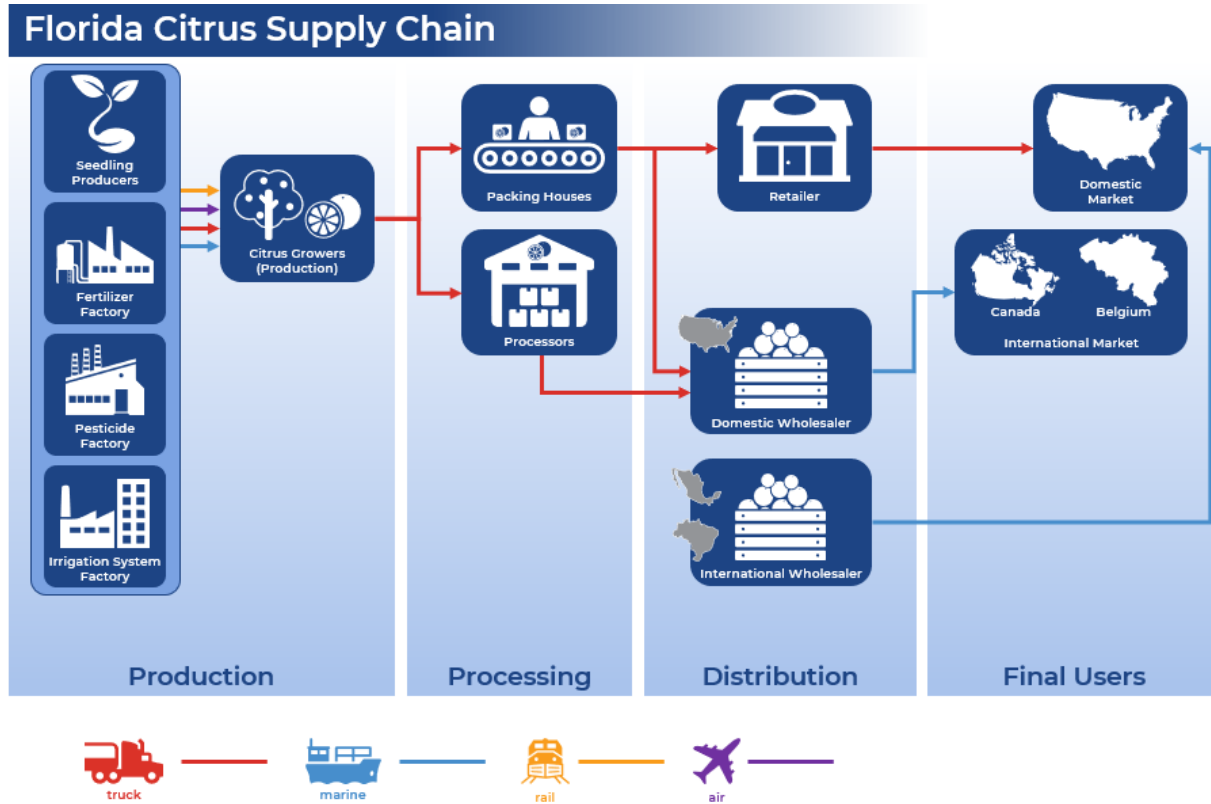 Florida Citrus Supply Chain
Seedling
Producers
Fertilizer
Factory
Pesticide
Factory
Irrigation System
Factory
Citrus Growers
(Production)
Packing Houses
Processors
Retailer
Domestic Wholesaler
International Wholesaler
Domestic
Market
Canada
Belgium
International Market
Production
Processing
Distribution
Final Users
truck
marine
rail
air